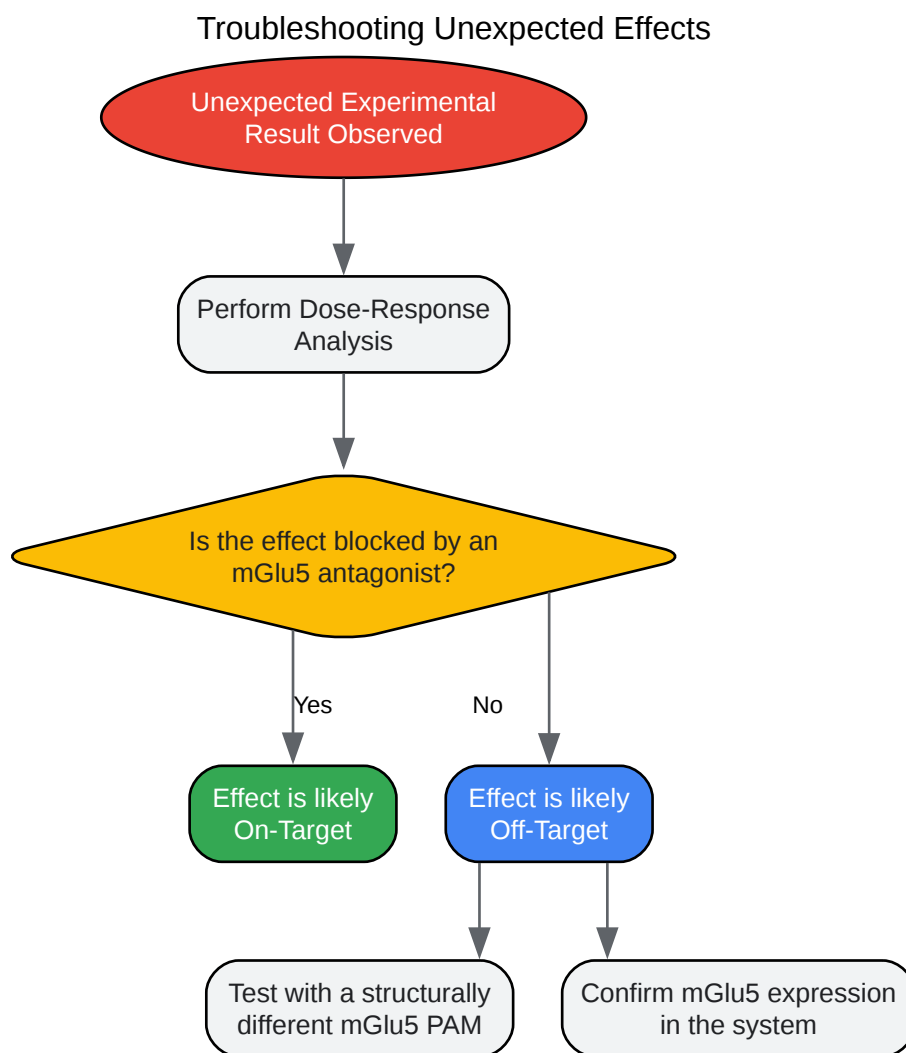 Troubleshooting Unexpected Effects
Unexpected Experimental
Result Observed
Perform Dose-Response
Analysis
Is the effect blocked by an
mGlu5 antagonist?
Yes
No
Effect is likely
On-Target
Effect is likely
Off-Target
Test with a structurally
different mGlu5 PAM
Confirm mGlu5 expression
in the system